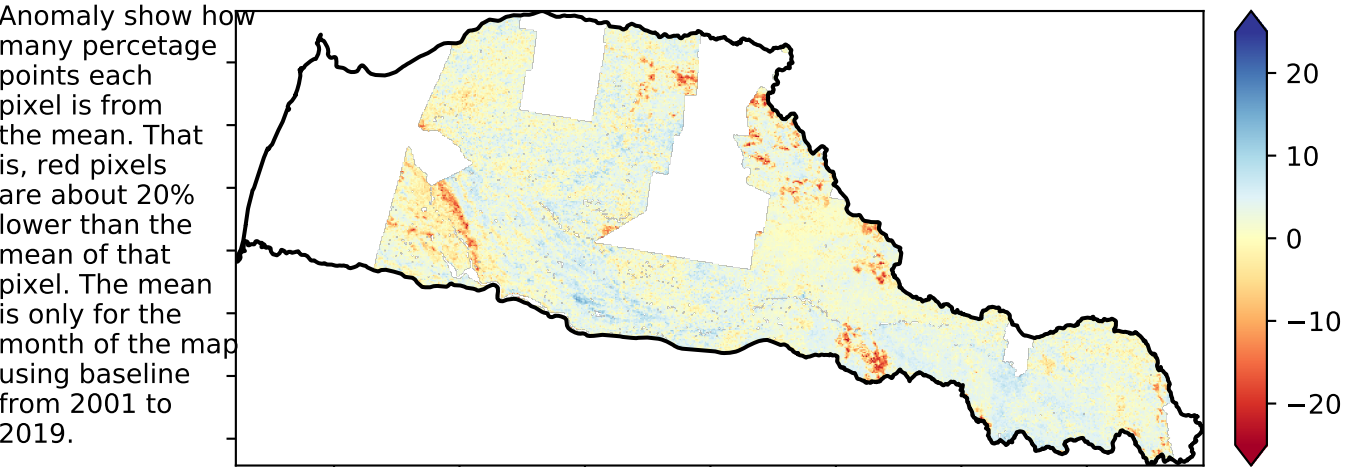 Anomaly show how
many percetage
points each
pixel is from
the mean. That
is, red pixels
are about 20%
lower than the
mean of that
pixel. The mean
is only for the
month of the map
using baseline
from 2001 to
2019.
20
10
0
−10
−20